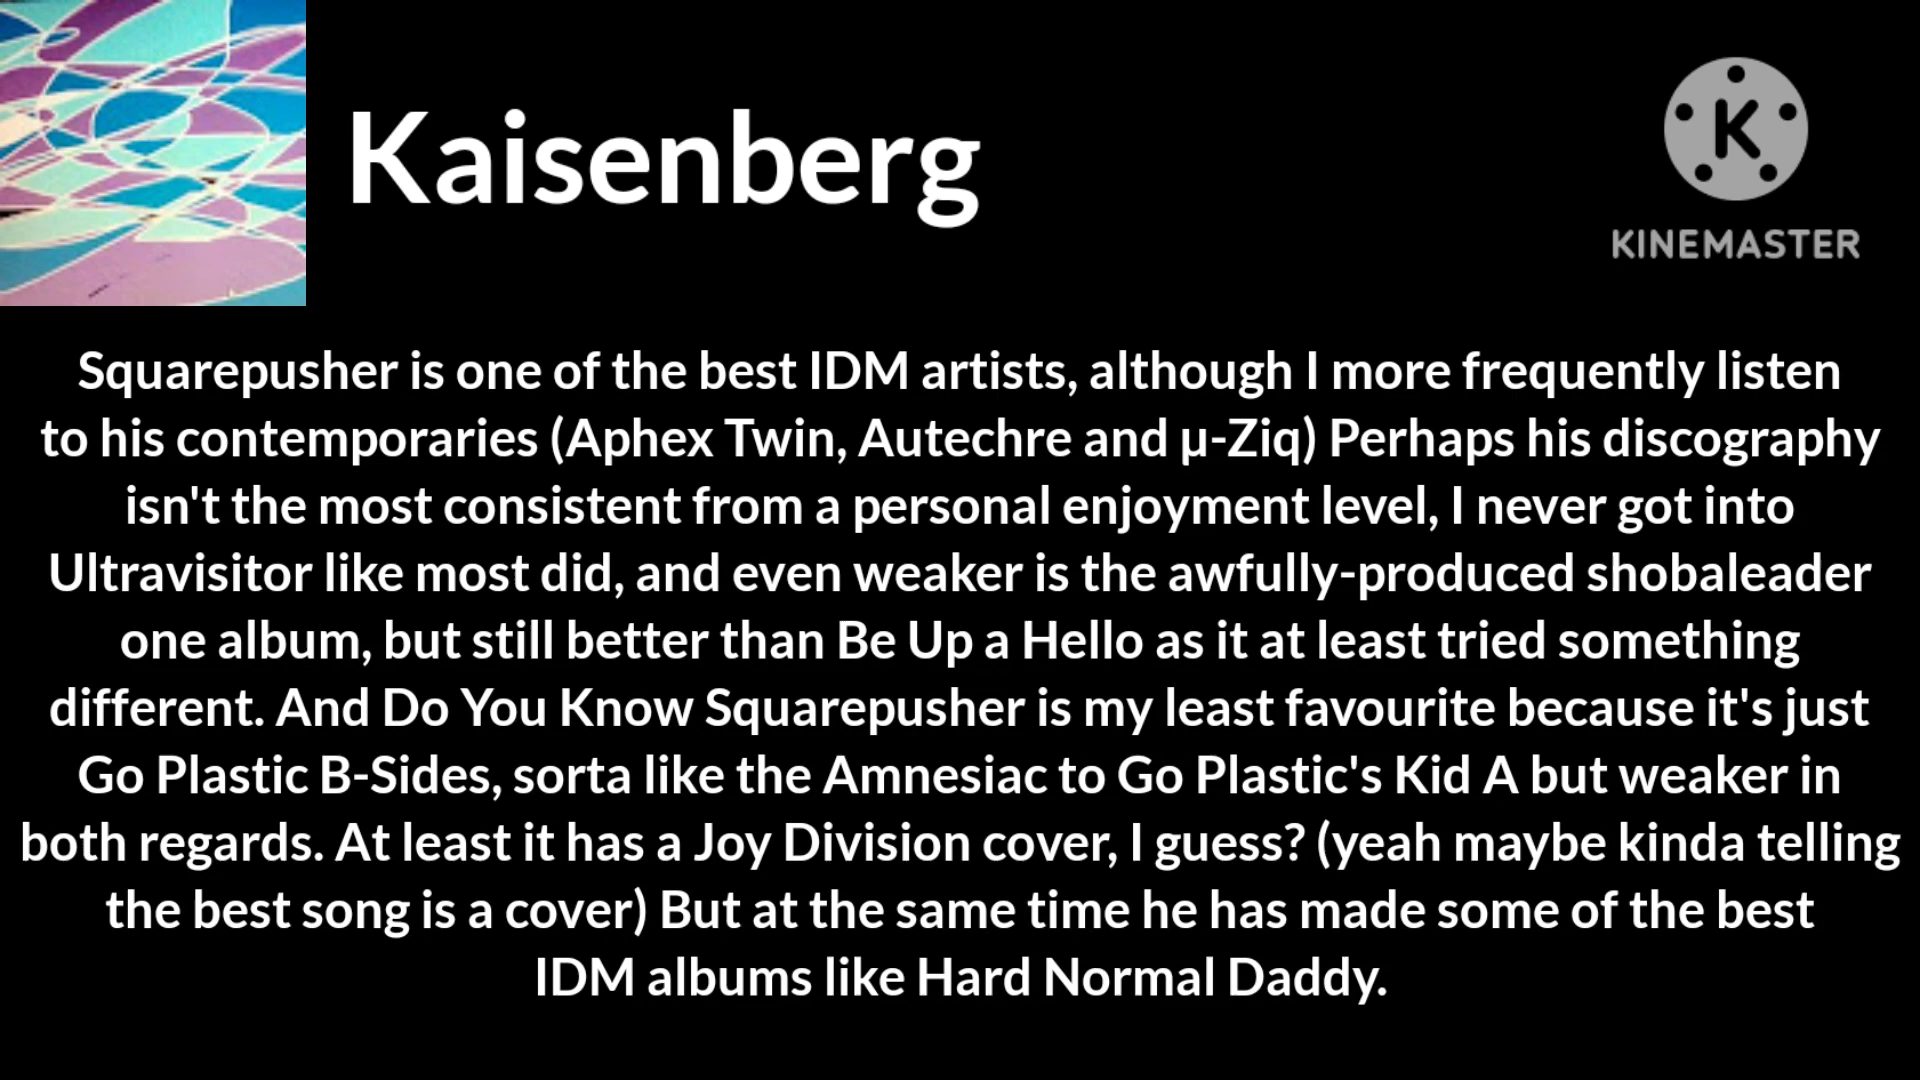 Kaisenberg
K
KINEMASTER
Squarepusher is one of the best IDM artists, although I more frequently listen
to his contemporaries (Aphex Twin, Autechre and µ-Ziq) Perhaps his discography
isn't the most consistent from a personal enjoyment level, I never got into
Ultravisitor like most did, and even weaker is the awfully-produced shobaleader
one album, but still better than Be Up a Hello as it at least tried something
different. And Do You Know Squarepusher is my least favourite because it's just
Go Plastic B-Sides, sorta like the Amnesiac to Go Plastic's Kid A but weaker in
both regards. At least it has a Joy Division cover, I guess? (yeah maybe kinda telling
the best song is a cover) But at the same time he has made some of the best
IDM albums like Hard Normal Daddy.